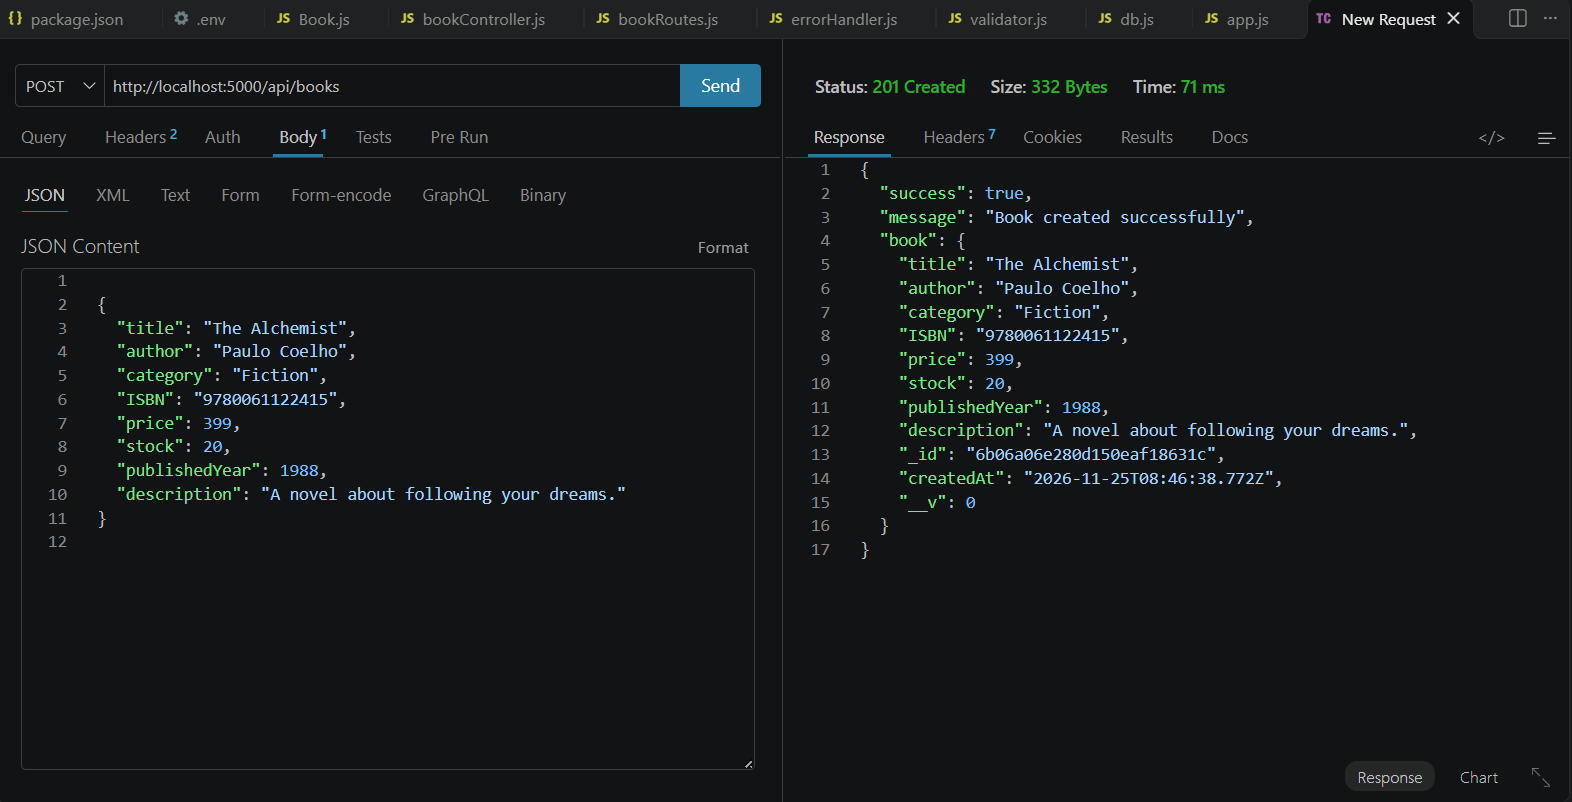 {} package.json .env JS Book.js JS bookController.js JS bookRoutes.js JS errorHandler.js JS validator.js JS db.js JS app.js TC New Request
POST http://localhost:5000/api/books Send
Query Headers 2 Auth Body 1 Tests Pre Run
JSON XML Text Form Form-encode GraphQL Binary
JSON Content Format
1
2 {
3 "title": "The Alchemist",
4 "author": "Paulo Coelho",
5 "category": "Fiction",
6 "ISBN": "9780061122415",
7 "price": 399,
8 "stock": 20,
9 "publishedYear": 1988,
10 "description": "A novel about following your dreams."
11 }
12
Status: 201 Created Size: 332 Bytes Time: 71 ms
Response Headers 7 Cookies Results Docs </>
1 {
2 "success": true,
3 "message": "Book created successfully",
4 "book": {
5 "title": "The Alchemist",
6 "author": "Paulo Coelho",
7 "category": "Fiction",
8 "ISBN": "9780061122415",
9 "price": 399,
10 "stock": 20,
11 "publishedYear": 1988,
12 "description": "A novel about following your dreams.",
13 "_id": "6b06a06e280d150eaf18631c",
14 "createdAt": "2026-11-25T08:46:38.772Z",
15 "__v": 0
16 }
17 }
Response Chart